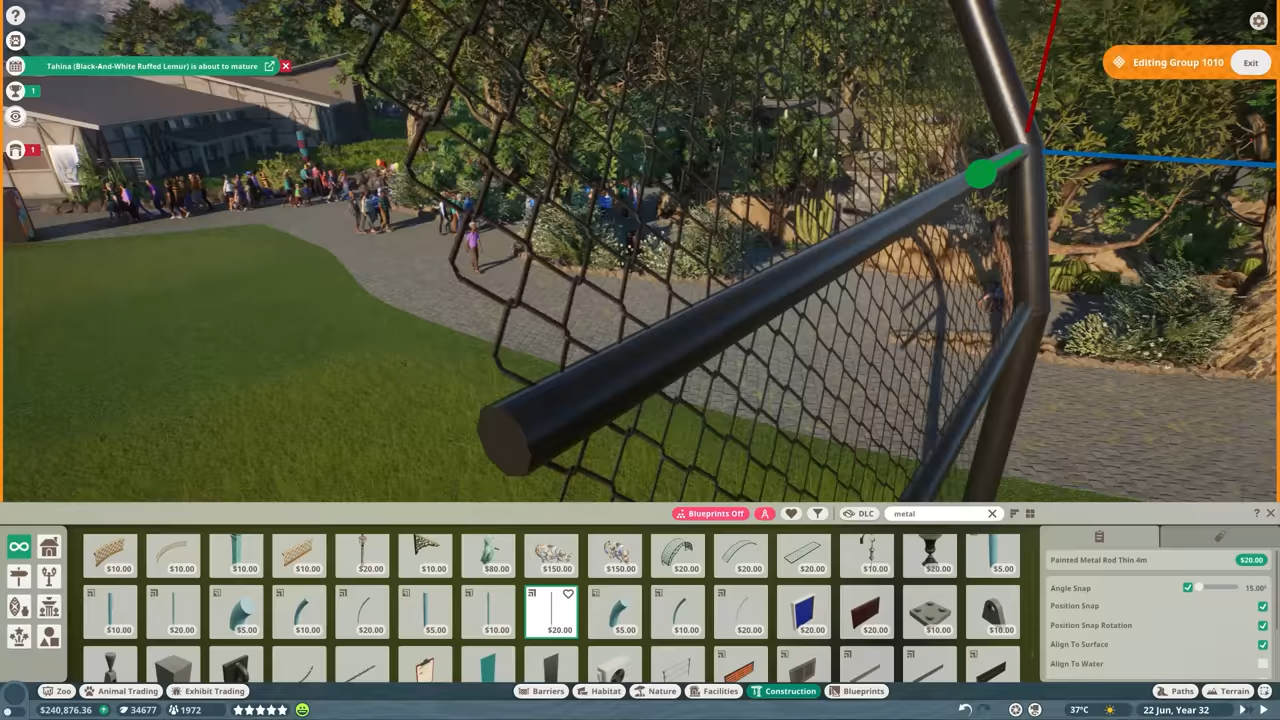 ?
Tahina (Black-And-White Ruffed Lemur) is about to mature
1
1
Editing Group 1010
Exit
Blueprints Off
DLC
metal
?
$10.00 $10.00 $10.00 $10.00 $20.00 $10.00 $80.00 $150.00 $150.00 $20.00 $20.00 $20.00 $10.00 $20.00 $5.00
$10.00 $20.00 $5.00 $10.00 $20.00 $5.00 $10.00 $20.00 $5.00 $10.00 $20.00 $20.00 $20.00 $10.00 $10.00
Painted Metal Rod Thin 4m
$20.00
Angle Snap
15.00°
Position Snap
Position Snap Rotation
Align To Surface
Align To Water
Zoo
Animal Trading
Exhibit Trading
Barriers
Habitat
Nature
Facilities
Construction
Blueprints
Paths
Terrain
$240,876.36
34677
1972
37°C
22 Jun, Year 32